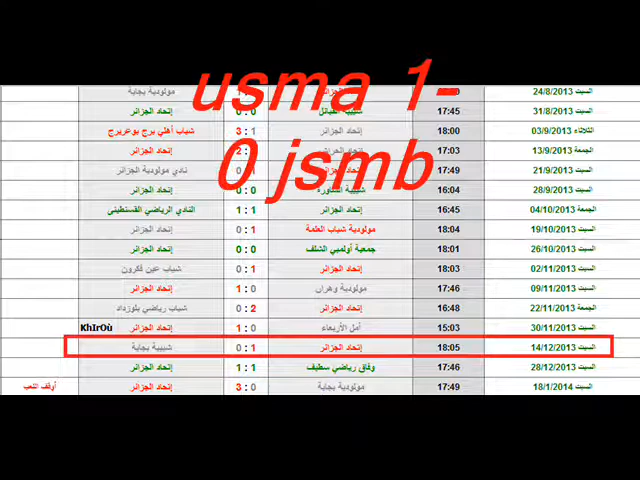 usma 1-
0 jsmb
السبت 24/8/2013 إتحاد الجزائر مولودية بجاية
السبت 31/8/2013 17:45 0 : 0 إتحاد الجزائر
الثلاثاء 03/9/2013 18:00 إتحاد الجزائر 1 : 3 شباب أهلي برج بوعريريج
الجمعة 13/9/2013 17:03 إتحاد الجزائر
السبت 21/9/2013 17:49 نادي مولودية الجزائر
السبت 28/9/2013 16:04 إتحاد الجزائر
الجمعة 04/10/2013 16:45 إتحاد الجزائر 1 : 1 النادي الرياضي القسنطيني
السبت 19/10/2013 18:04 مولودية شباب العلمة 1 : 0 إتحاد الجزائر
السبت 26/10/2013 18:01 جمعية أولمبي الشلف 0 : 0 إتحاد الجزائر
السبت 02/11/2013 18:03 إتحاد الجزائر 1 : 0 شباب عين فكرون
السبت 09/11/2013 17:46 مولودية وهران 0 : 1 إتحاد الجزائر
الجمعة 22/11/2013 16:48 إتحاد الجزائر 2 : 0 شباب رياضي بلوزداد
السبت 30/11/2013 15:03 أمل الأربعاء 0 : 1 إتحاد الجزائر KhIrOù
السبت 14/12/2013 18:05 إتحاد الجزائر 1 : 0 شبيبة بجاية
السبت 28/12/2013 17:46 وفاق رياضي سطيف 1 : 1 إتحاد الجزائر
السبت 18/1/2014 17:49 مولودية بجاية 0 : 3 إتحاد الجزائر أوقف اللعب